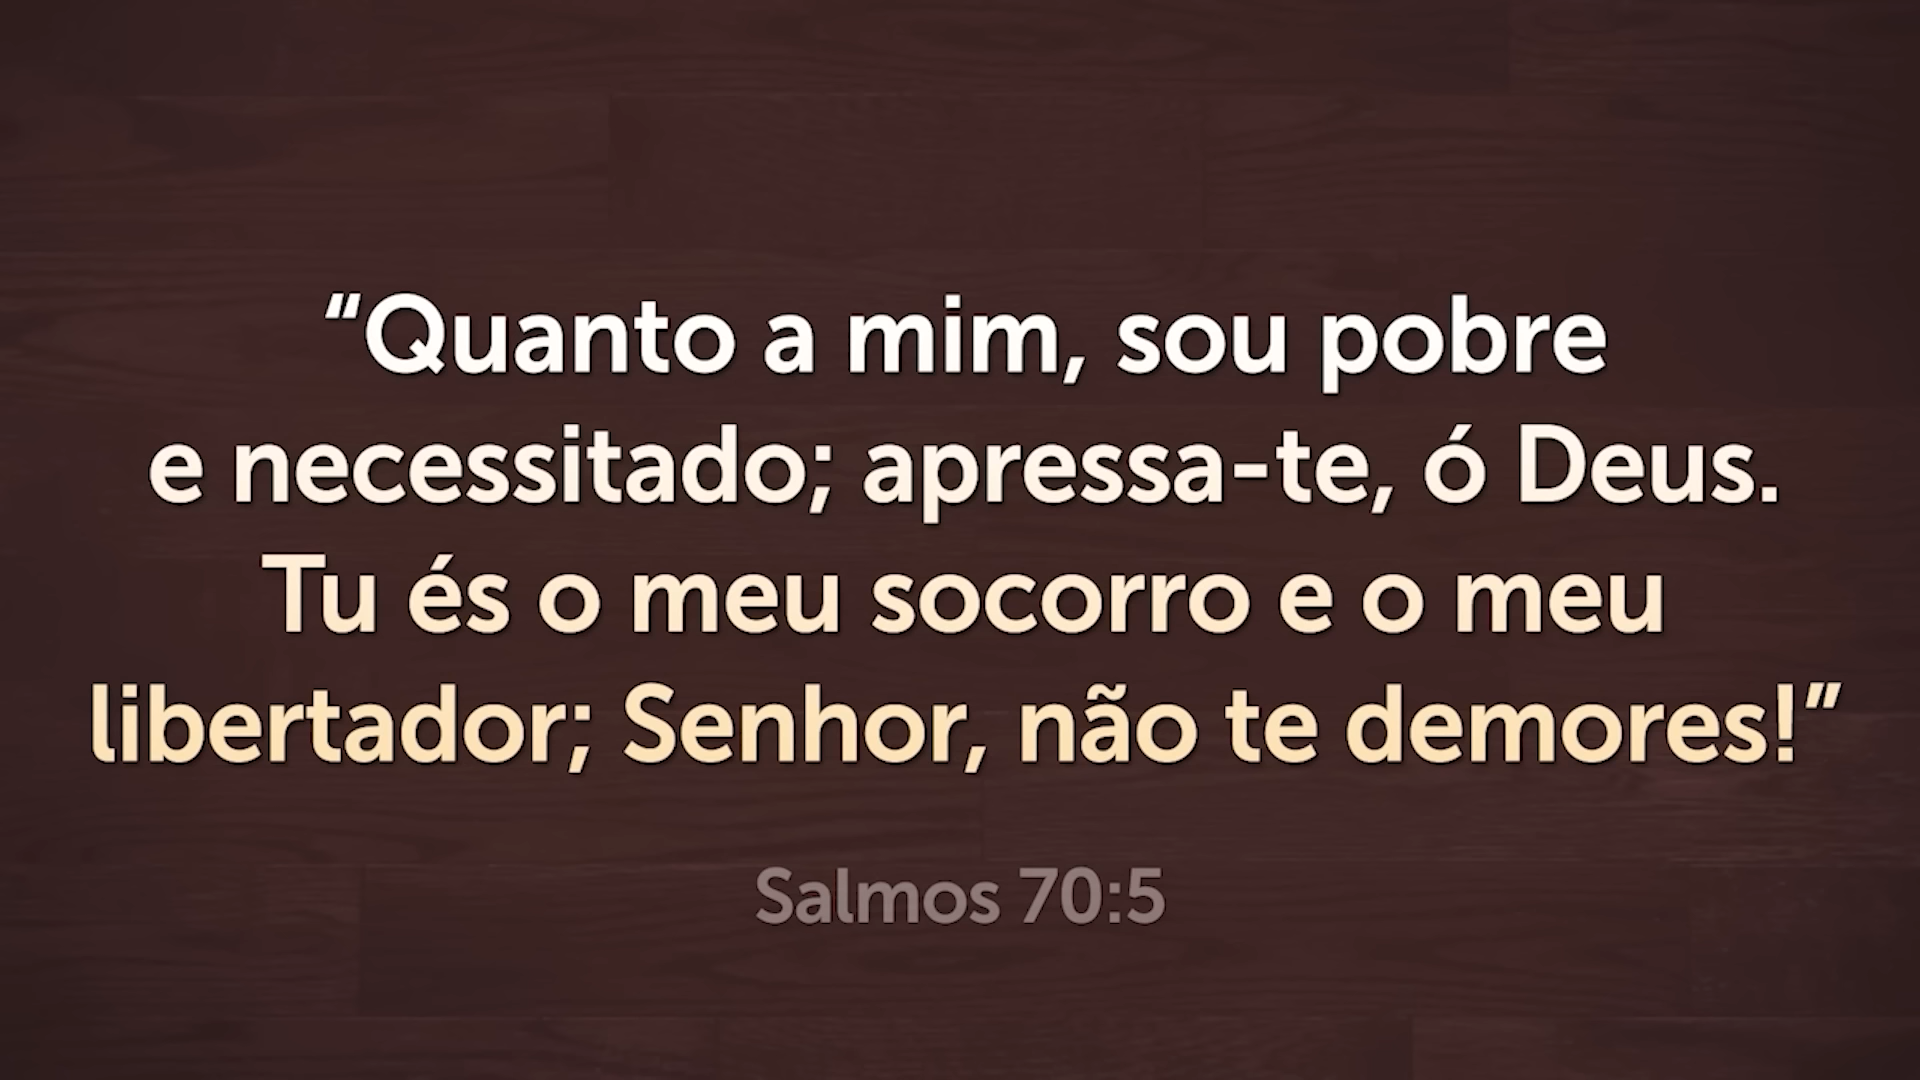 “Quanto a mim, sou pobre
e necessitado; apressa-te, ó Deus.
Tu és o meu socorro e o meu
libertador; Senhor, não te demores!”
Salmos 70:5